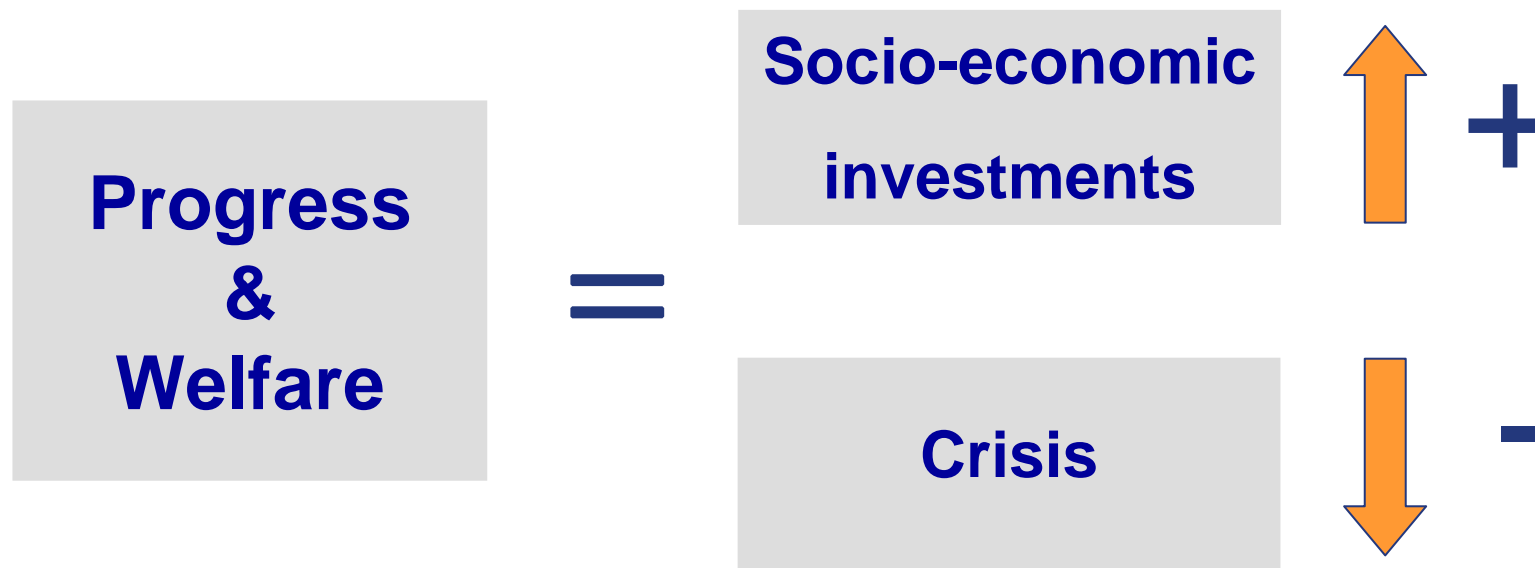 Progress
&
Welfare
=
Socio-economic
investments
+
Crisis
-